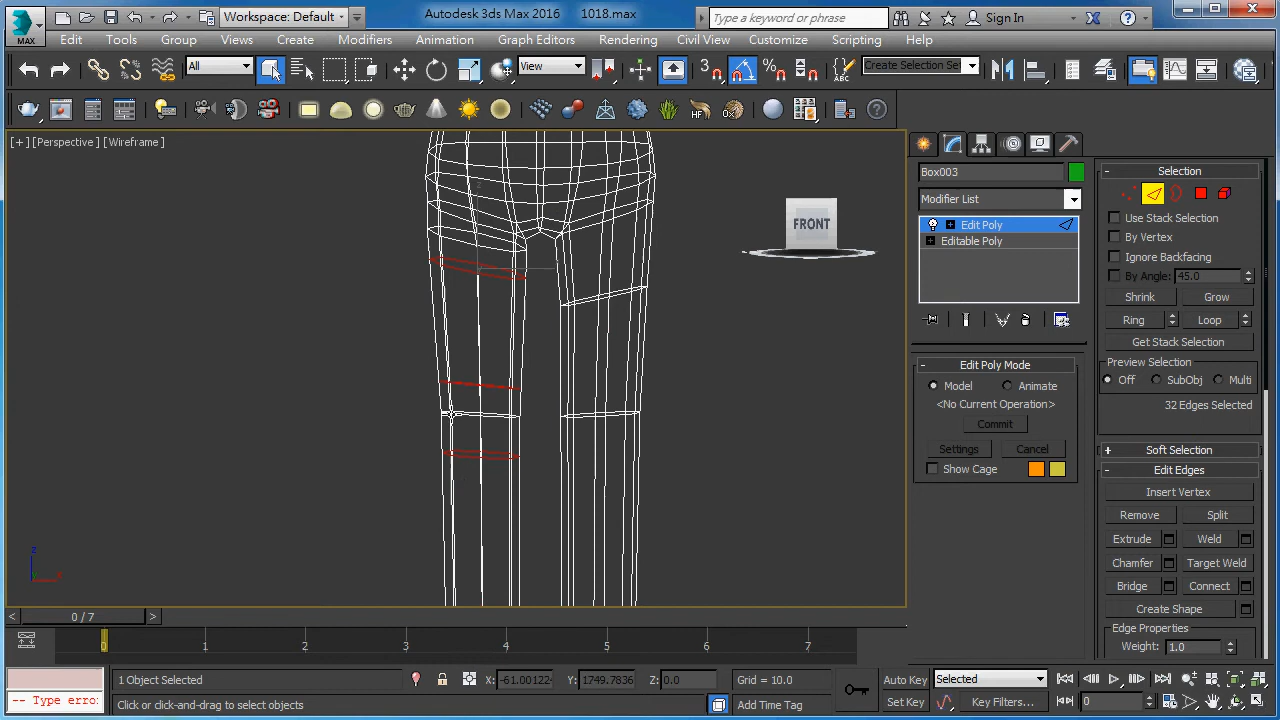 Workspace: Default
Autodesk 3ds Max 2016 1018.max
Type a keyword or phrase
Sign In
MAX
Edit Tools Group Views Create Modifiers Animation Graph Editors Rendering Civil View Customize Scripting Help
All
View
3
Create Selection Se
HF
[+] [Perspective] [Wireframe]
FRONT
z
x
z
x
Box003
Modifier List
Edit Poly
Editable Poly
Edit Poly Mode
Model
Animate
<No Current Operation>
Commit
Settings
Cancel
Show Cage
Selection
Use Stack Selection
By Vertex
Ignore Backfacing
By Angle: 45.0
Shrink
Grow
Ring
Loop
Get Stack Selection
Preview Selection
Off
SubObj
Multi
32 Edges Selected
Soft Selection
Edit Edges
Insert Vertex
Remove
Split
Extrude
Weld
Chamfer
Target Weld
Bridge
Connect
Create Shape
Edge Properties
Weight: 1.0
< 0 / 7 >
0 1 2 3 4 5 6 7
-- Type erro:
1 Object Selected
X: -61.001224
Y: 1749.7836
Z: 0.0
Grid = 10.0
Click or click-and-drag to select objects
Add Time Tag
Auto Key
Selected
Set Key
Key Filters...
0